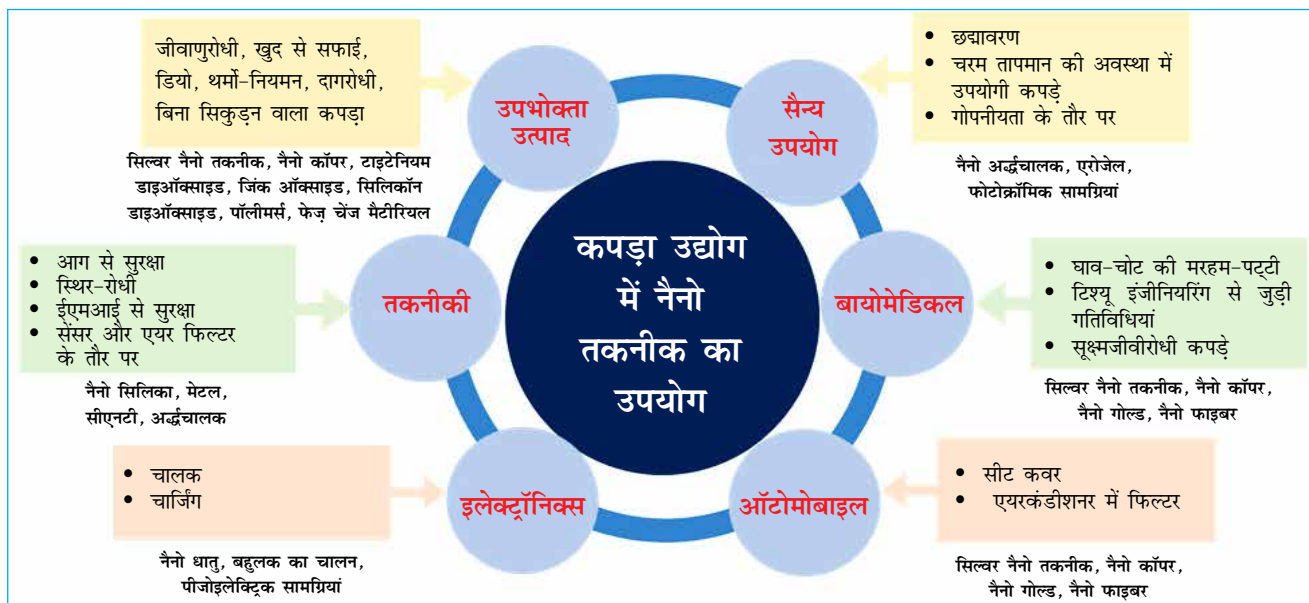 कपड़ा उद्योग
में नैनो
तकनीक का
उपयोग
उपभोक्ता
उत्पाद
जीवाणुरोधी, खुद से सफाई,
डियो, थर्मो-नियमन, दागरोधी,
बिना सिकुड़न वाला कपड़ा
सिल्वर नैनो तकनीक, नैनो कॉपर, टाइटेनियम
डाइऑक्साइड, जिंक ऑक्साइड, सिलिकॉन
डाइऑक्साइड, पॉलीमर्स, फेज़ चेंज मैटीरियल
सैन्य
उपयोग
• छद्मावरण
• चरम तापमान की अवस्था में
उपयोगी कपड़े
• गोपनीयता के तौर पर
नैनो अर्द्धचालक, एरोजेल,
फोटोक्रॉमिक सामग्रियां
तकनीकी
• आग से सुरक्षा
• स्थिर-रोधी
• ईएमआई से सुरक्षा
• सेंसर और एयर फिल्टर
के तौर पर
नैनो सिलिका, मेटल,
सीएनटी, अर्द्धचालक
बायोमेडिकल
• घाव-चोट की मरहम-पट्टी
• टिश्यू इंजीनियरिंग से जुड़ी
गतिविधियां
• सूक्ष्मजीवीरोधी कपड़े
सिल्वर नैनो तकनीक, नैनो कॉपर,
नैनो गोल्ड, नैनो फाइबर
इलेक्ट्रॉनिक्स
• चालक
• चार्जिंग
नैनो धातु, बहुलक का चालन,
पीजोइलेक्ट्रिक सामग्रियां
ऑटोमोबाइल
• सीट कवर
• एयरकंडीशनर में फिल्टर
सिल्वर नैनो तकनीक, नैनो कॉपर,
नैनो गोल्ड, नैनो फाइबर